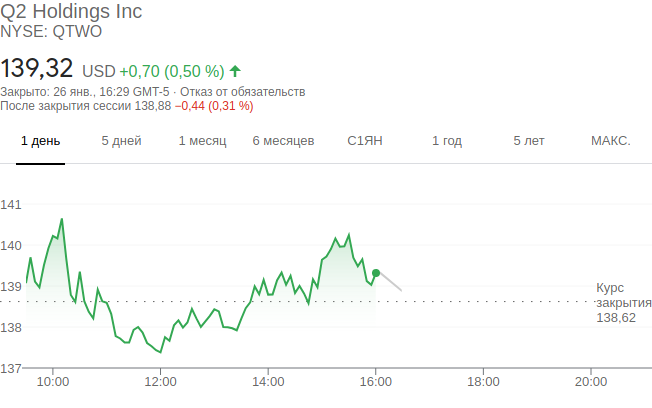 Q2 Holdings Inc
NYSE: QTWO
139,32 USD +0,70 (0,50 %)
Закрыто: 26 янв., 16:29 GMT-5 · Отказ от обязательств
После закрытия сессии 138,88 −0,44 (0,31 %)
1 день 5 дней 1 месяц 6 месяцев С1ЯН 1 год 5 лет МАКС.
141
140
139
Курс
закрытия
138,62
138
137
10:00 12:00 14:00 16:00 18:00 20:00